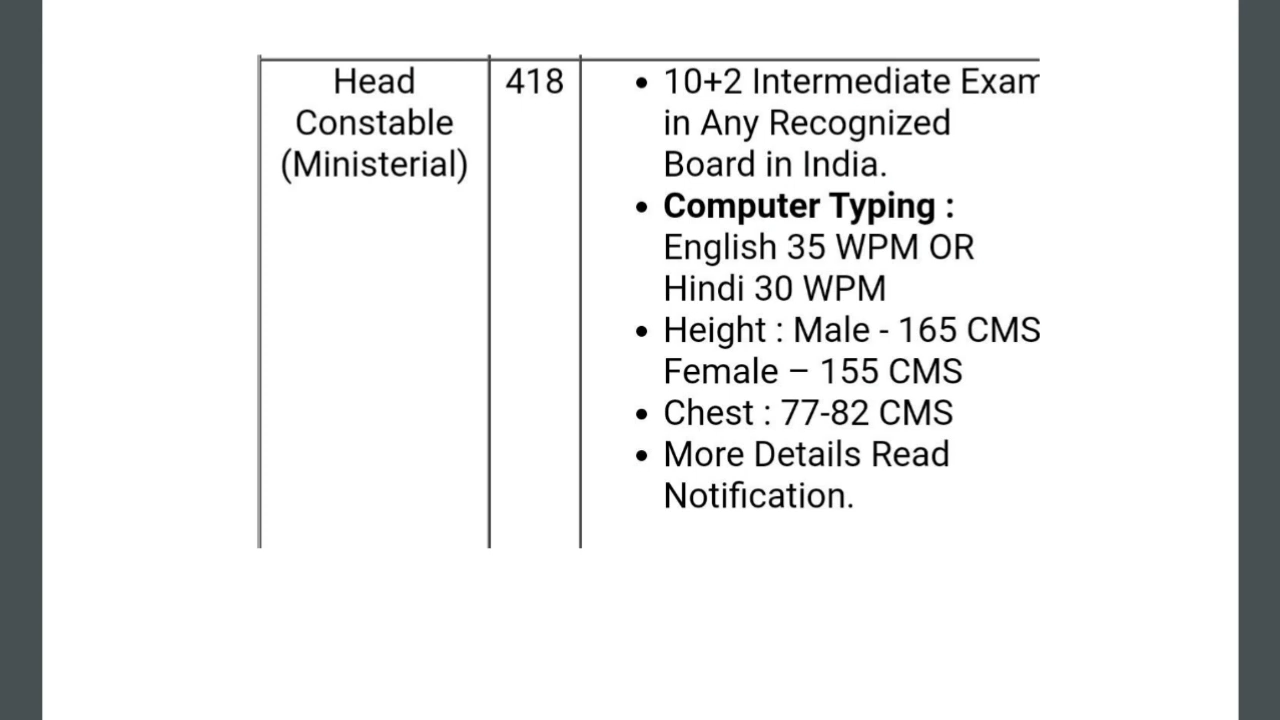 Head
Constable
(Ministerial)
418
• 10+2 Intermediate Exam
in Any Recognized
Board in India.
• Computer Typing :
English 35 WPM OR
Hindi 30 WPM
• Height : Male - 165 CMS
Female – 155 CMS
• Chest : 77-82 CMS
• More Details Read
Notification.